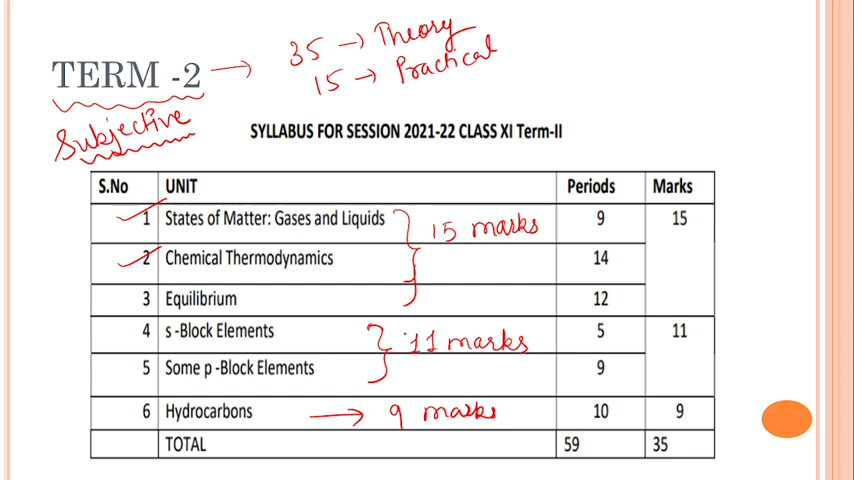 35 → Theory
TERM -2 →
15 → Practical
Subjective
SYLLABUS FOR SESSION 2021-22 CLASS XI Term-II
S.No UNIT Periods Marks
1 States of Matter: Gases and Liquids 9 15
15 marks
2 Chemical Thermodynamics 14
3 Equilibrium 12
4 s-Block Elements 5 11
11 marks
5 Some p-Block Elements 9
6 Hydrocarbons → 9 marks 10 9
TOTAL 59 35